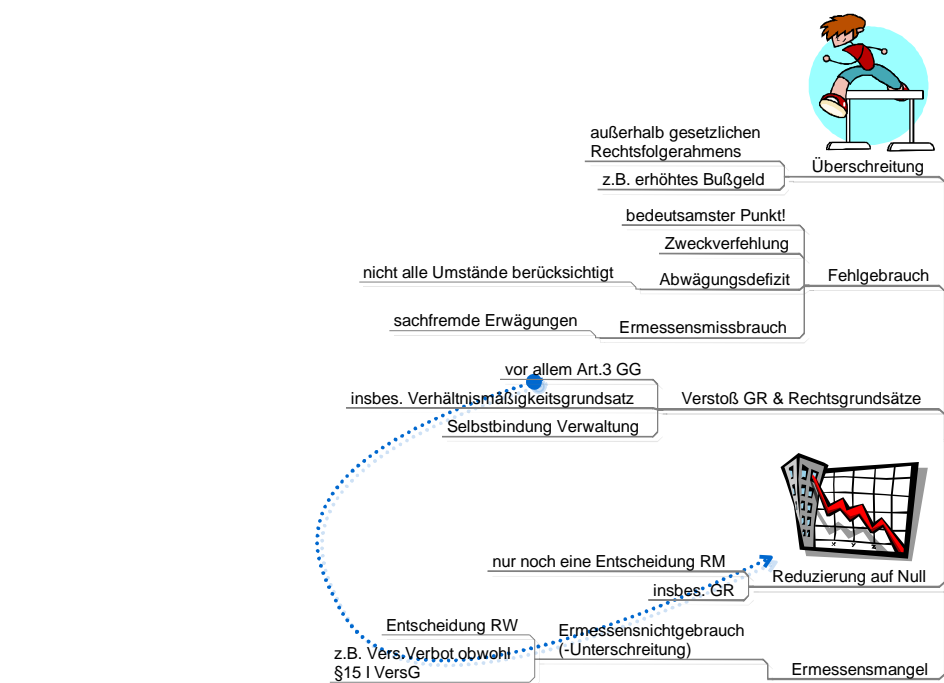 außerhalb gesetzlichen
Rechtsfolgerahmens
z.B. erhöhtes Bußgeld
Überschreitung
bedeutsamster Punkt!
Zweckverfehlung
nicht alle Umstände berücksichtigt
Abwägungsdefizit
sachfremde Erwägungen
Ermessensmissbrauch
Fehlgebrauch
vor allem Art.3 GG
insbes. Verhältnismäßigkeitsgrundsatz
Selbstbindung Verwaltung
Verstoß GR & Rechtsgrundsätze
nur noch eine Entscheidung RM
insbes. GR
Reduzierung auf Null
Entscheidung RW
z.B. Vers.Verbot obwohl
§15 I VersG
Ermessensnichtgebrauch
(-Unterschreitung)
Ermessensmangel